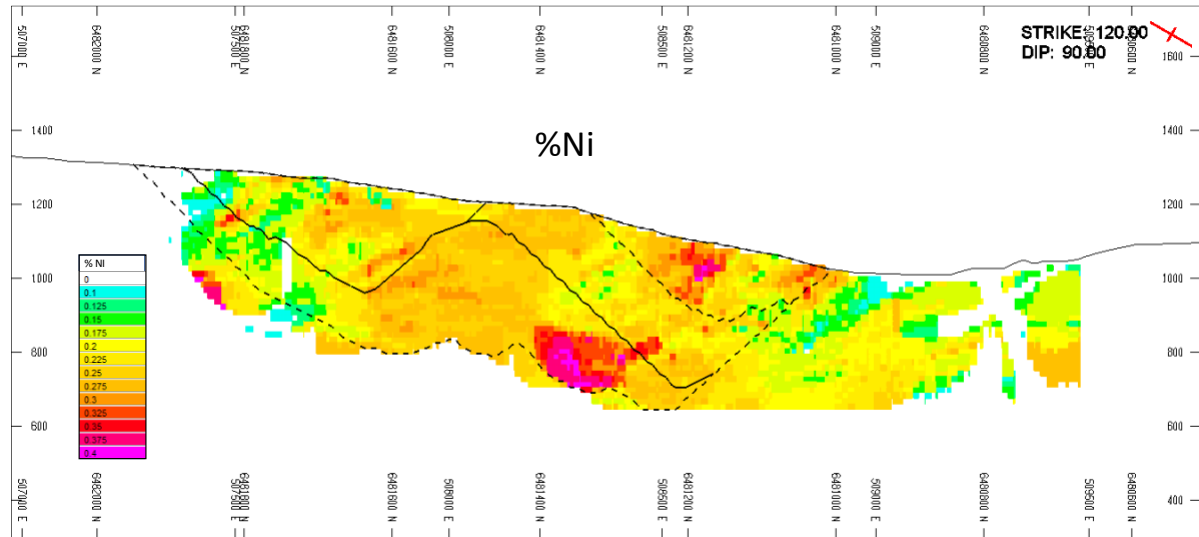 507000 E
6482000 N
507500 E
6481800 N
6481600 N
508000 E
6481400 N
508500 E
6481200 N
6481000 N
509000 E
6480800 N
509500 E
6480600 N
STRIKE: 120.00
DIP: 90.00
1600
1400
%Ni
1400
1200
1200
% NI
0
0.1
0.125
0.15
0.175
0.2
0.225
0.25
0.275
0.3
0.325
0.35
0.375
0.4
1000
1000
800
800
600
600
400
400
507000 E
6482000 N
507500 E
6481800 N
6481600 N
508000 E
6481400 N
508500 E
6481200 N
6481000 N
509000 E
6480800 N
509500 E
6480600 N